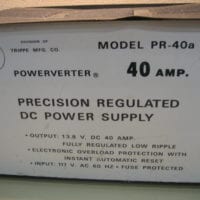 DIVISION OF
TRIPPE MFG. CO.
MODEL PR-40a
POWERVERTER®
40 AMP.
PRECISION REGULATED
DC POWER SUPPLY
• OUTPUT: 13.8 V. DC 40 AMP.
FULLY REGULATED LOW RIPPLE
• ELECTRONIC OVERLOAD PROTECTION WITH
INSTANT AUTOMATIC RESET
• INPUT: 117 V. AC 60 HZ • FUSE PROTECTED